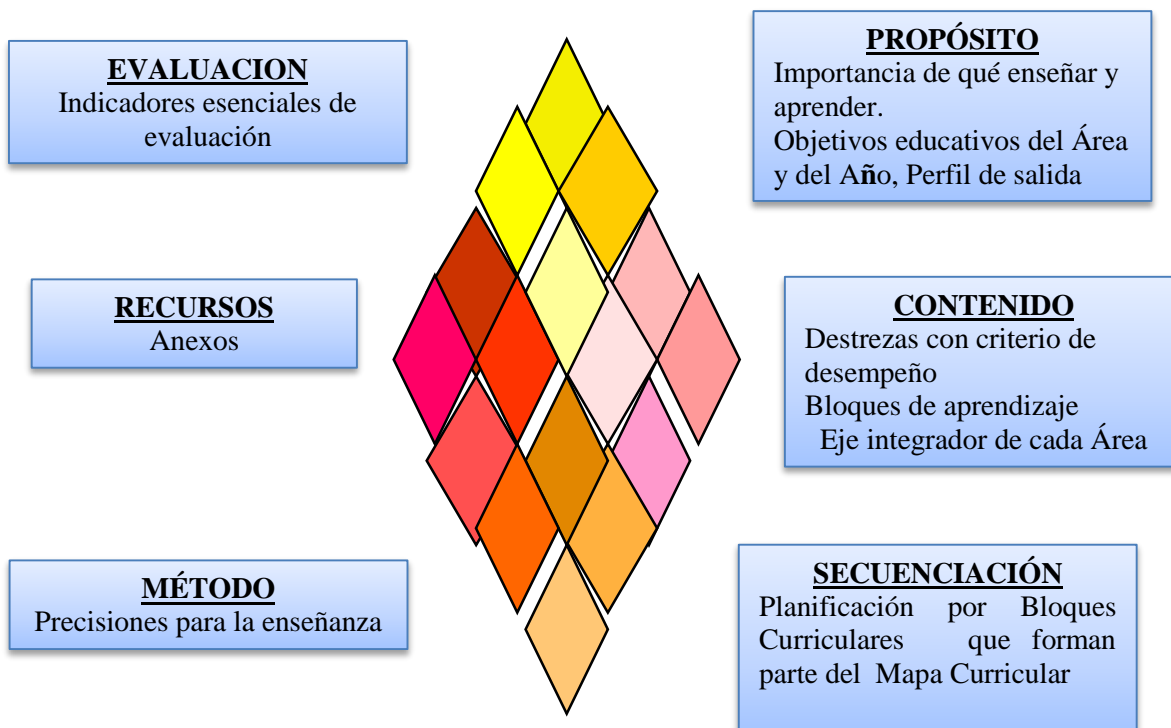 EVALUACION
Indicadores esenciales de
evaluación
PROPÓSITO
Importancia de qué enseñar y
aprender.
Objetivos educativos del Área
y del Año, Perfil de salida
RECURSOS
Anexos
CONTENIDO
Destrezas con criterio de
desempeño
Bloques de aprendizaje
Eje integrador de cada Área
MÉTODO
Precisiones para la enseñanza
SECUENCIACIÓN
Planificación por Bloques
Curriculares que forman
parte del Mapa Curricular